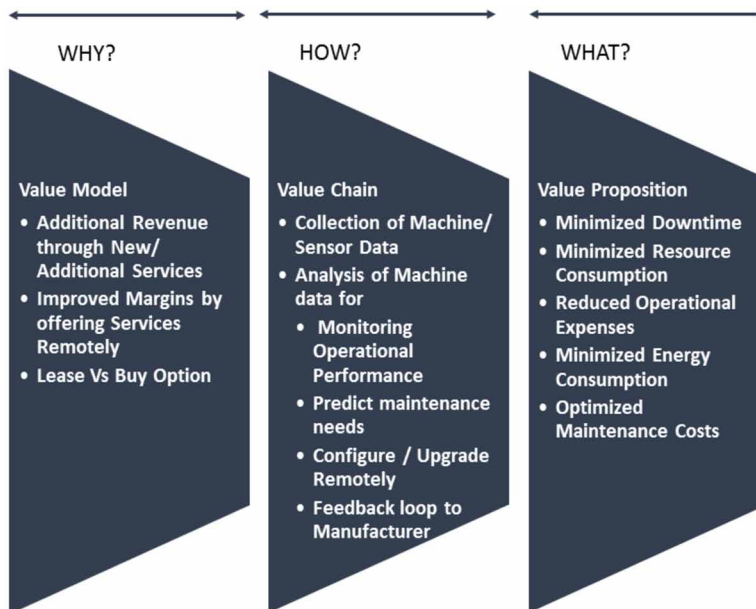 WHY?
Value Model
• Additional Revenue
through New/
Additional Services
• Improved Margins by
offering Services
Remotely
• Lease Vs Buy Option
HOW?
Value Chain
• Collection of Machine/
Sensor Data
• Analysis of Machine
data for
• Monitoring
Operational
Performance
• Predict maintenance
needs
• Configure / Upgrade
Remotely
• Feedback loop to
Manufacturer
WHAT?
Value Proposition
• Minimized Downtime
• Minimized Resource
Consumption
• Reduced Operational
Expenses
• Minimized Energy
Consumption
• Optimized
Maintenance Costs